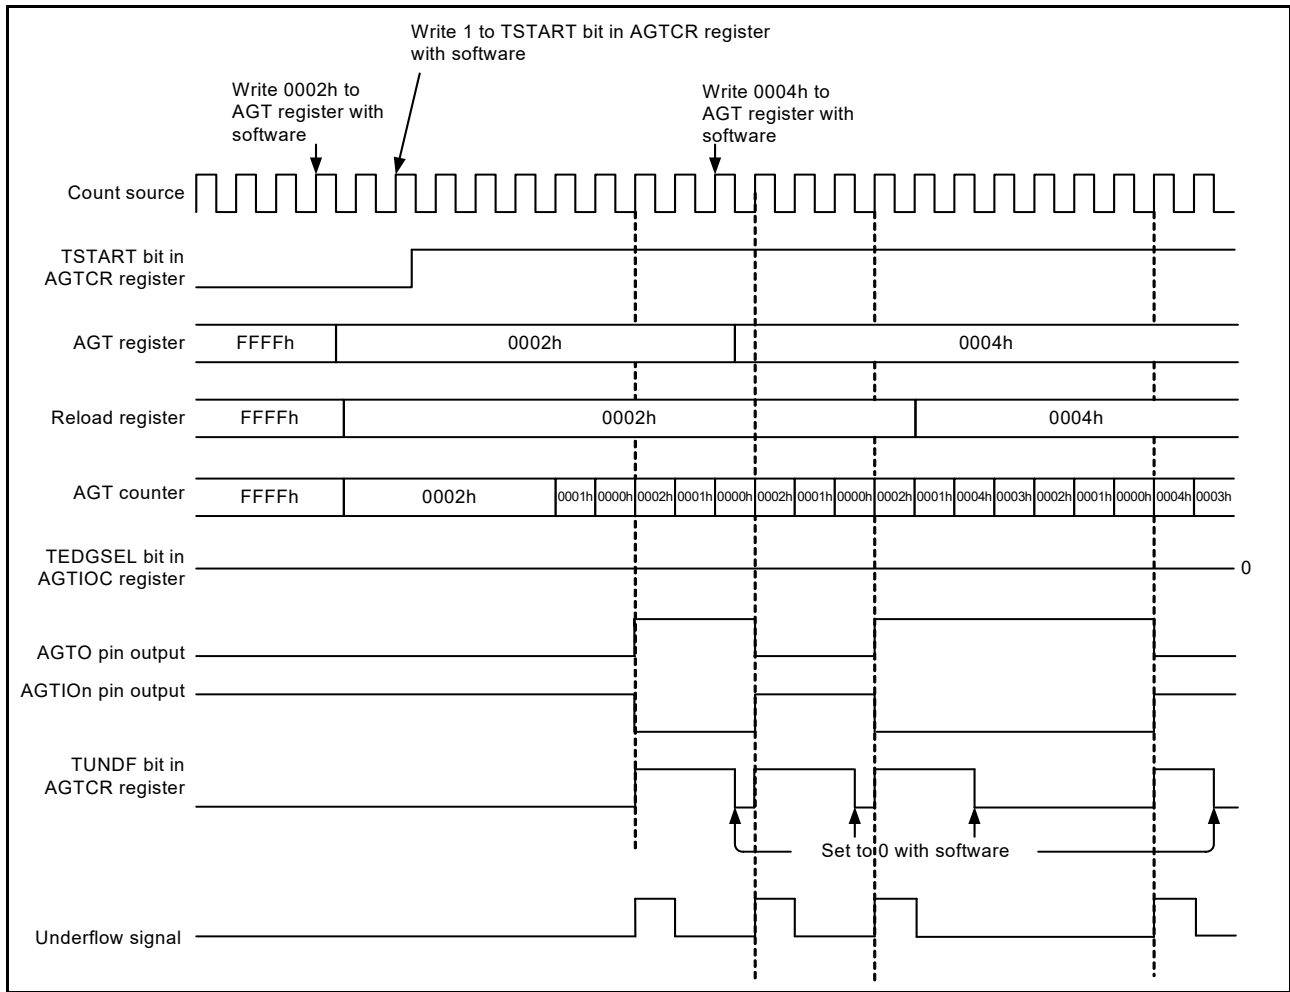 Write 1 to TSTART bit in AGTCR register
with software
Write 0002h to
AGT register with
software
Write 0004h to
AGT register with
software
Count source
TSTART bit in
AGTCR register
AGT register
FFFFh
0002h
0004h
Reload register
FFFFh
0002h
0004h
AGT counter
FFFFh
0002h
0001h 0000h 0002h 0001h 0000h 0002h 0001h 0000h 0002h 0001h 0004h 0003h 0002h 0001h 0000h 0004h 0003h
TEDGSEL bit in
AGTIOC register
0
AGTO pin output
AGTIOn pin output
TUNDF bit in
AGTCR register
Set to 0 with software
Underflow signal